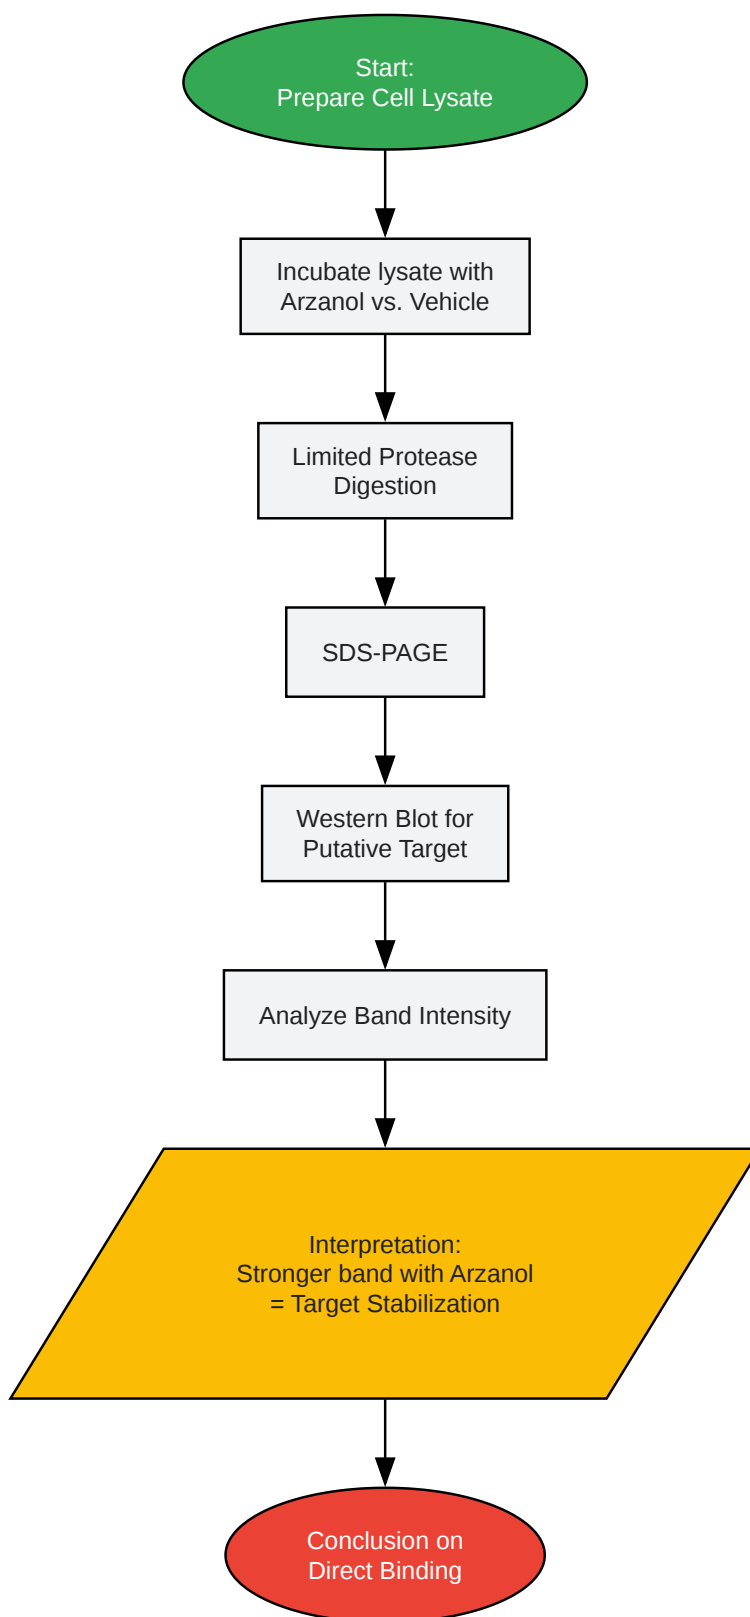 Start:
Prepare Cell Lysate
Incubate lysate with
Arzanol vs. Vehicle
Limited Protease
Digestion
SDS-PAGE
Western Blot for
Putative Target
Analyze Band Intensity
Interpretation:
Stronger band with Arzanol
= Target Stabilization
Conclusion on
Direct Binding